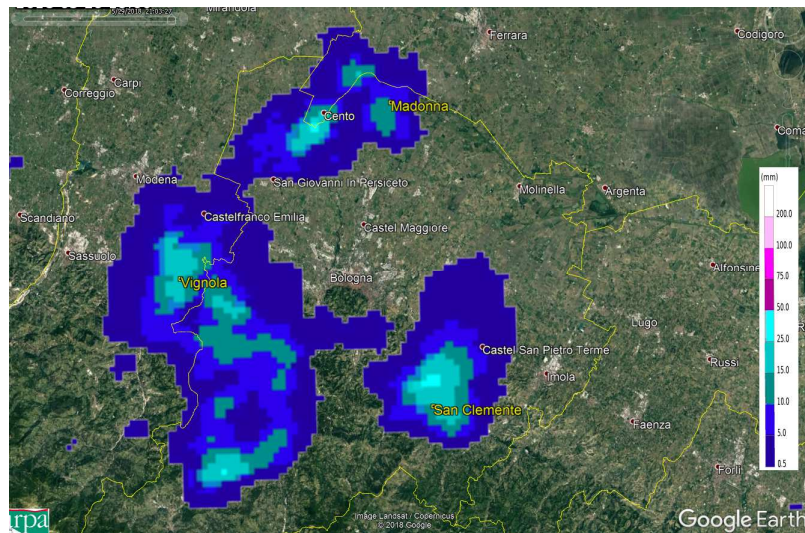 Mirandola
Ferrara
Codigoro
Carpi
Correggio
Madonna
Cento
Coma
(mm)
Modena
San Giovanni In Persiceto
Molinella
Argenta
200.0
Scandiano
Castelfranco Emilia
Castel Maggiore
100.0
Sassuolo
75.0
Alfonsine
Vignola
Bologna
50.0
Lugo
25.0
Castel San Pietro Terme
Russi
15.0
Imola
10.0
San Clemente
Faenza
5.0
Forlì
0.5
rpa
Image Landsat / Copernicus
© 2018 Google
Google Earth